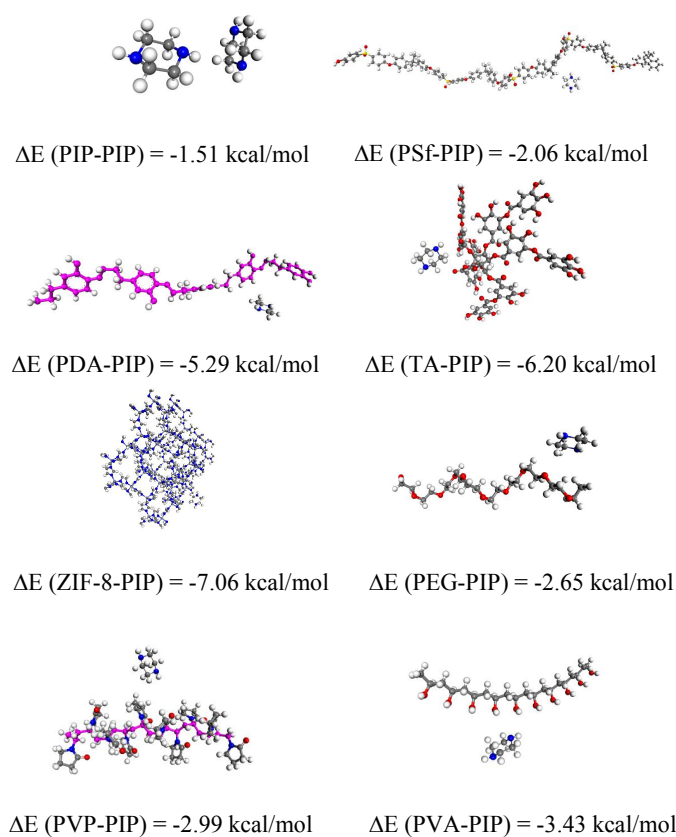 ΔE (PIP-PIP) = -1.51 kcal/mol
ΔE (PSf-PIP) = -2.06 kcal/mol
ΔE (PDA-PIP) = -5.29 kcal/mol
ΔE (TA-PIP) = -6.20 kcal/mol
ΔE (ZIF-8-PIP) = -7.06 kcal/mol
ΔE (PEG-PIP) = -2.65 kcal/mol
ΔE (PVP-PIP) = -2.99 kcal/mol
ΔE (PVA-PIP) = -3.43 kcal/mol